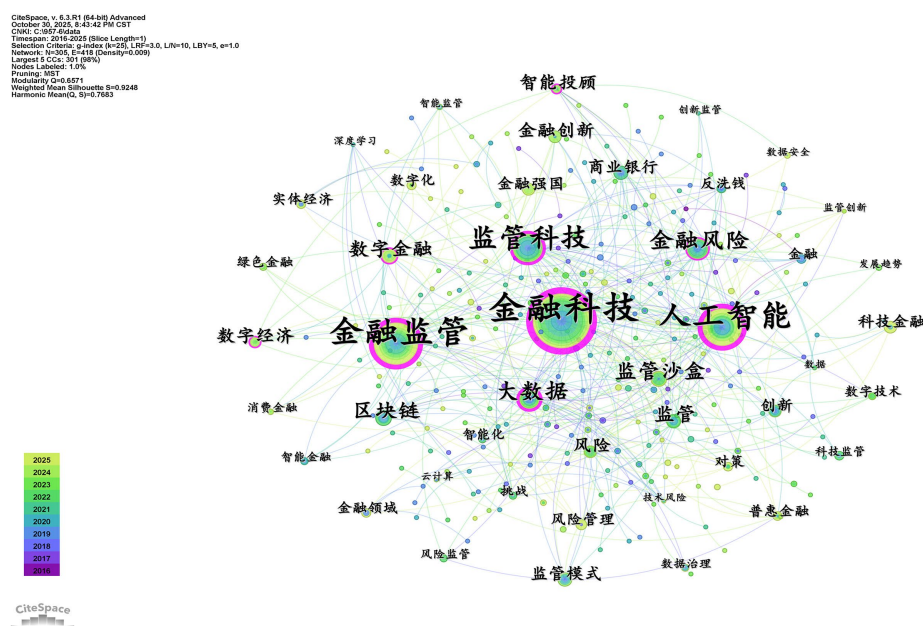 CiteSpace, v. 6.3.R1 (64-bit) Advanced
October 30, 2025, 8:43:42 PM CST
CNKI: C:\957-6\data
Timespan: 2016-2025 (Slice Length=1)
Selection Criteria: g-index (k=25), LRF=3.0, L/N=10, LBY=5, e=1.0
Network: N=305, E=418 (Density=0.009)
Largest 5 CCs: 301 (98%)
Nodes Labeled: 1.0%
Pruning: MST
Modularity Q=0.6571
Weighted Mean Silhouette S=0.9248
Harmonic Mean(Q, S)=0.7683
智能投顾
智能监管
创新监管
金融创新
深度学习
数据安全
商业银行
数字化
金融强国
反洗钱
实体经济
监管创新
监管科技
金融风险
数字金融
金融
绿色金融
发展趋势
金融科技
人工智能
金融监管
科技金融
数字经济
数据
监管沙盒
大数据
数字技术
消费金融
区块链
监管
创新
智能化
风险
科技监管
智能金融
对策
云计算
挑战
技术风险
金融领域
风险管理
普惠金融
风险监管
监管模式
数据治理
2025
2024
2023
2022
2021
2020
2019
2018
2017
2016
CiteSpace